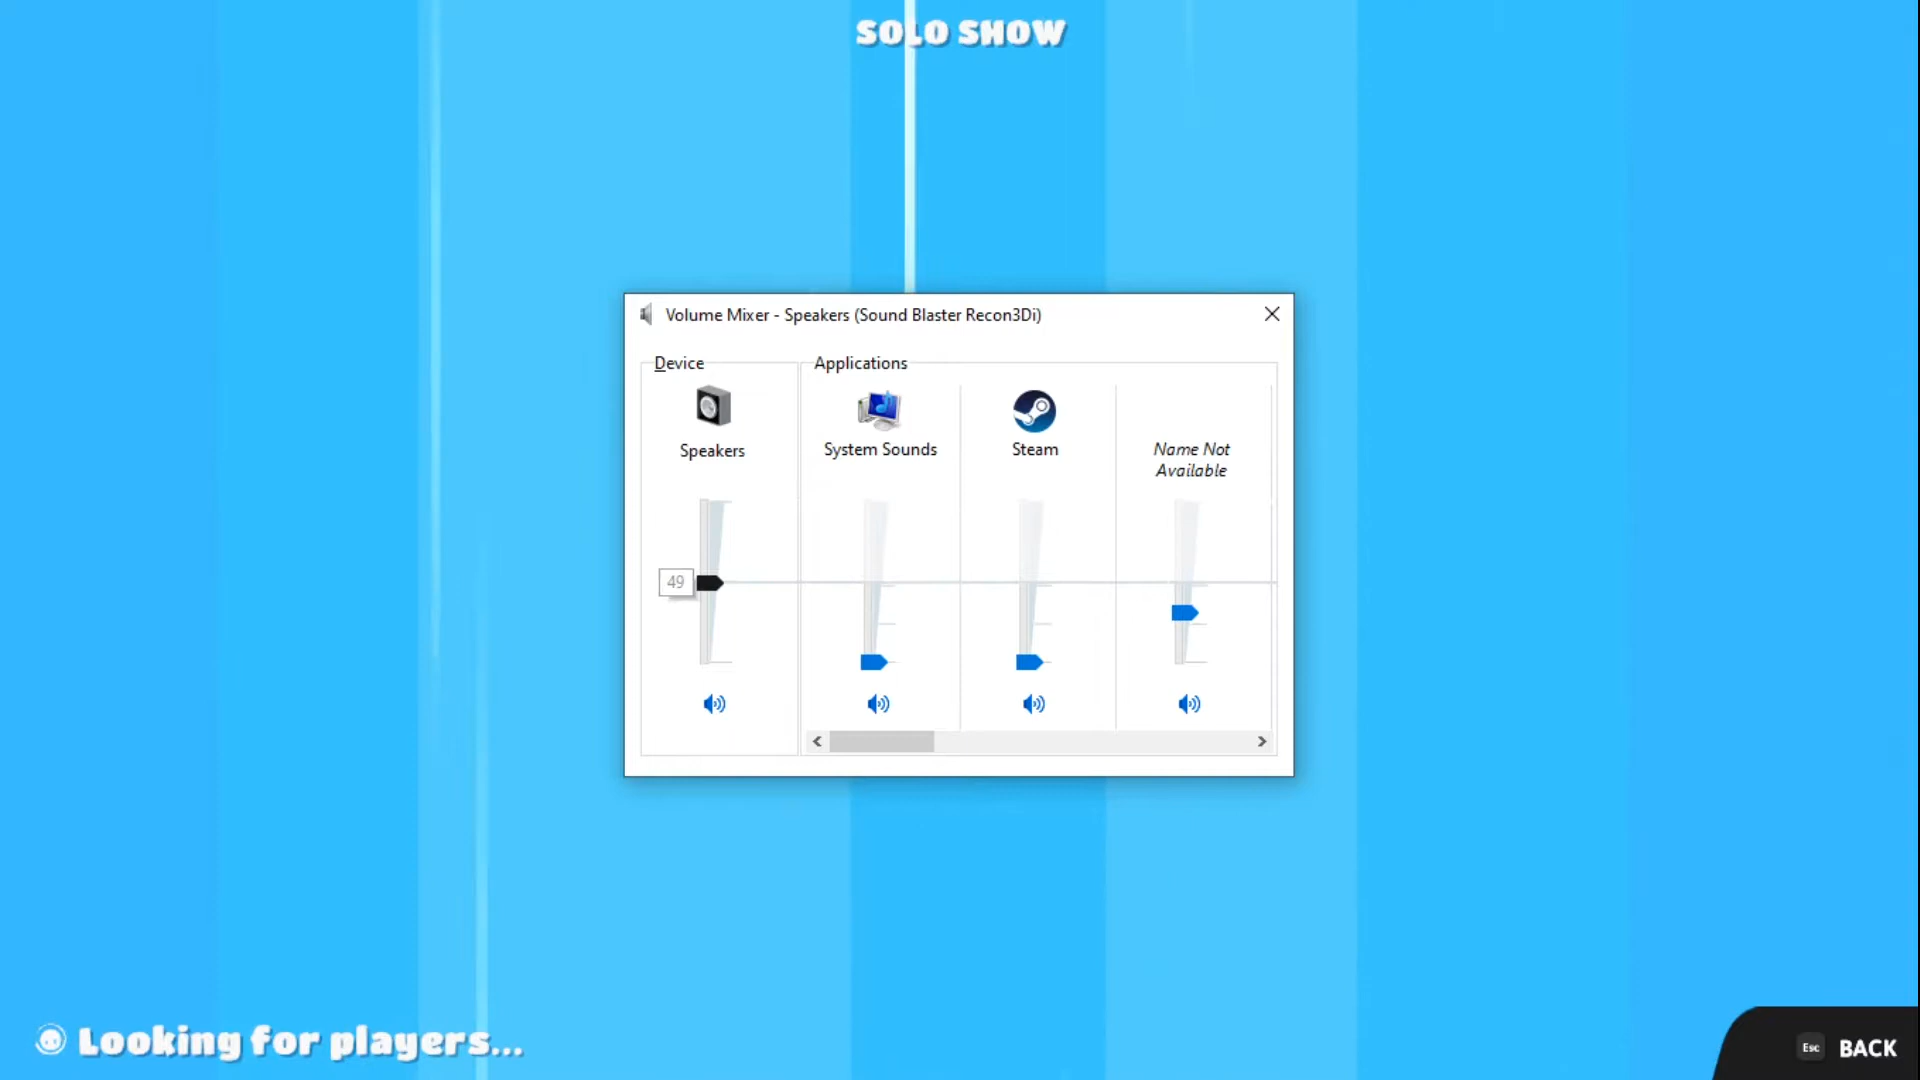 SOLO SHOW
Volume Mixer - Speakers (Sound Blaster Recon3Di)
Device
Applications
Speakers
System Sounds
Steam
Name Not
Available
49
Looking for players...
Esc BACK